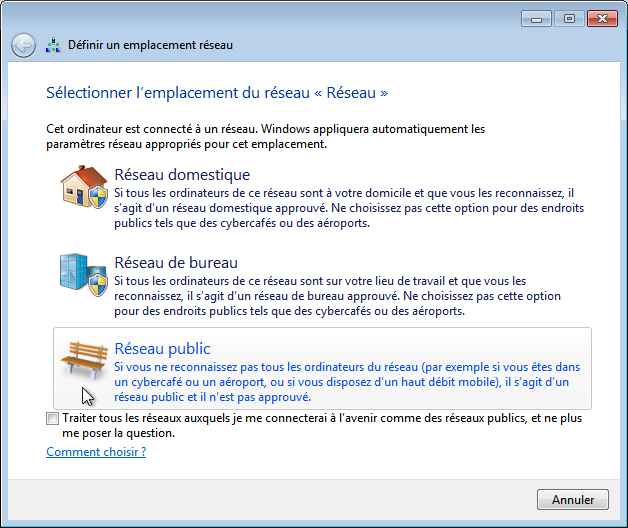 Définir un emplacement réseau
Sélectionner l'emplacement du réseau « Réseau »
Cet ordinateur est connecté à un réseau. Windows appliquera automatiquement les
paramètres réseau appropriés pour cet emplacement.
Réseau domestique
Si tous les ordinateurs de ce réseau sont à votre domicile et que vous les reconnaissez, il
s'agit d'un réseau domestique approuvé. Ne choisissez pas cette option pour des endroits
publics tels que des cybercafés ou des aéroports.
Réseau de bureau
Si tous les ordinateurs de ce réseau sont sur votre lieu de travail et que vous les
reconnaissez, il s'agit d'un réseau de bureau approuvé. Ne choisissez pas cette option
pour des endroits publics tels que des cybercafés ou des aéroports.
Réseau public
Si vous ne reconnaissez pas tous les ordinateurs du réseau (par exemple si vous êtes dans
un cybercafé ou un aéroport, ou si vous disposez d'un haut débit mobile), il s'agit d'un
réseau public et il n'est pas approuvé.
Traiter tous les réseaux auxquels je me connecterai à l'avenir comme des réseaux publics, et ne plus
me poser la question.
Comment choisir ?
Annuler